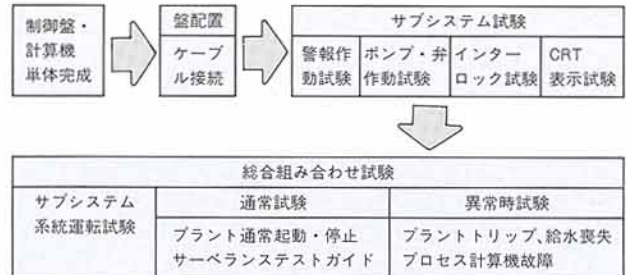 制御盤・
計算機
単体完成
盤配置
ケーブ
ル接続
サブシステム試験
警報作
動試験
ポンプ・弁
作動試験
インター
ロック試験
CRT
表示試験
総合組み合わせ試験
サブシステム
系統運転試験
通常試験
プラント通常起動・停止
サーベランステストガイド
異常時試験
プラントトリップ、給水喪失
プロセス計算機故障